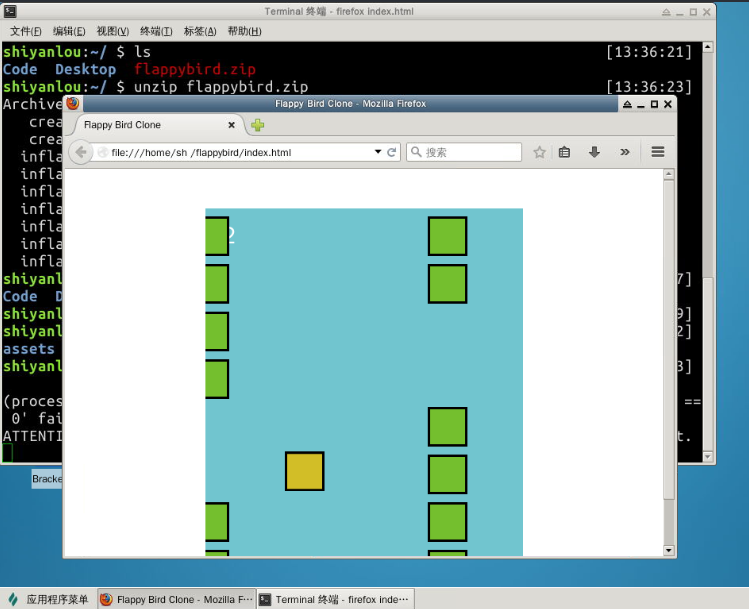 Terminal 终端 - firefox index.html
文件(F) 编辑(E) 视图(V) 终端(T) 标签(A) 帮助(H)
shiyanlou:~/ $ ls [13:36:21]
Code Desktop flappybird.zip
shiyanlou:~/ $ unzip flappybird.zip [13:36:23]
Archive
Flappy Bird Clone - Mozilla Firefox
crea
Flappy Bird Clone
crea
infla
file:///home/sh /flappybird/index.html
搜索
infla
infla
infla
2
infla
infla
infla
shiyanl 7]
Code D
shiyanl 9]
shiyanl 2]
assets
shiyanl 3]
(proces ==
0' fai
ATTENTI t.
Bracke
应用程序菜单
Flappy Bird Clone - Mozilla F…
Terminal 终端 - firefox inde…